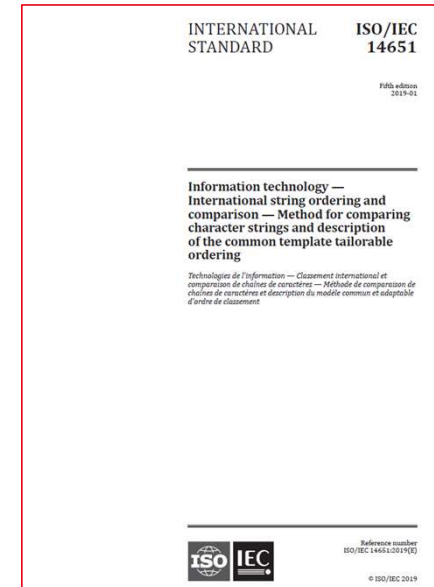 INTERNATIONAL
STANDARD
ISO/IEC
14651
Fifth edition
2019-01
Information technology —
International string ordering and
comparison — Method for comparing
character strings and description
of the common template tailorable
ordering
Technologies de l'information — Classement international et
comparaison de chaînes de caractères — Méthode de comparaison de
chaînes de caractères et description du modèle commun et adaptable
d'ordre de classement
ISO IEC
Reference number
ISO/IEC 14651:2019(E)
© ISO/IEC 2019